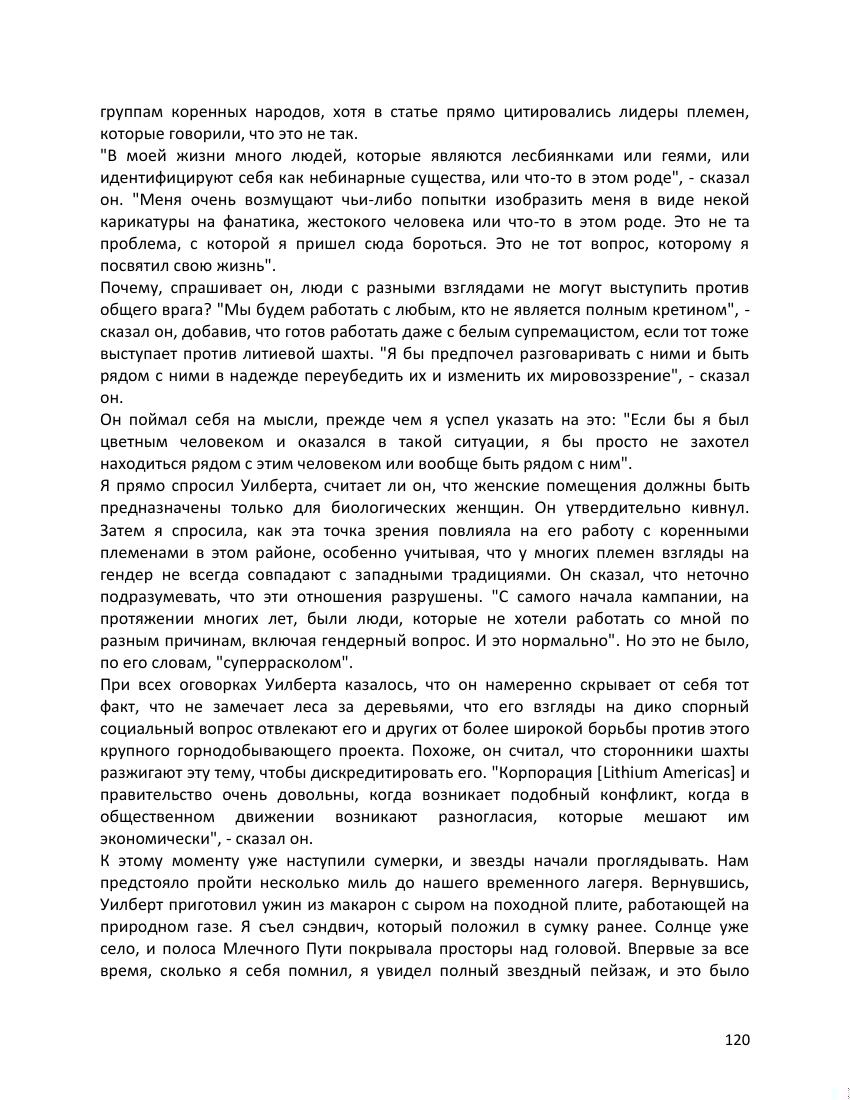 группам коренных народов, хотя в статье прямо цитировались лидеры племен,
которые говорили, что это не так.
"В моей жизни много людей, которые являются лесбиянками или геями, или
идентифицируют себя как небинарные существа, или что-то в этом роде", - сказал
он. "Меня очень возмущают чьи-либо попытки изобразить меня в виде некой
карикатуры на фанатика, жестокого человека или что-то в этом роде. Это не та
проблема, с которой я пришел сюда бороться. Это не тот вопрос, которому я
посвятил свою жизнь".
Почему, спрашивает он, люди с разными взглядами не могут выступить против
общего врага? "Мы будем работать с любым, кто не является полным кретином", -
сказал он, добавив, что готов работать даже с белым супремацистом, если тот тоже
выступает против литиевой шахты. "Я бы предпочел разговаривать с ними и быть
рядом с ними в надежде переубедить их и изменить их мировоззрение", - сказал
он.
Он поймал себя на мысли, прежде чем я успел указать на это: "Если бы я был
цветным человеком и оказался в такой ситуации, я бы просто не захотел
находиться рядом с этим человеком или вообще быть рядом с ним".
Я прямо спросил Уилберта, считает ли он, что женские помещения должны быть
предназначены только для биологических женщин. Он утвердительно кивнул.
Затем я спросила, как эта точка зрения повлияла на его работу с коренными
племенами в этом районе, особенно учитывая, что у многих племен взгляды на
гендер не всегда совпадают с западными традициями. Он сказал, что неточно
подразумевать, что эти отношения разрушены. "С самого начала кампании, на
протяжении многих лет, были люди, которые не хотели работать со мной по
разным причинам, включая гендерный вопрос. И это нормально". Но это не было,
по его словам, "суперрасколом".
При всех оговорках Уилберта казалось, что он намеренно скрывает от себя тот
факт, что не замечает леса за деревьями, что его взгляды на дико спорный
социальный вопрос отвлекают его и других от более широкой борьбы против этого
крупного горнодобывающего проекта. Похоже, он считал, что сторонники шахты
разжигают эту тему, чтобы дискредитировать его. "Корпорация [Lithium Americas] и
правительство очень довольны, когда возникает подобный конфликт, когда в
общественном движении возникают разногласия, которые мешают им
экономически", - сказал он.
К этому моменту уже наступили сумерки, и звезды начали проглядывать. Нам
предстояло пройти несколько миль до нашего временного лагеря. Вернувшись,
Уилберт приготовил ужин из макарон с сыром на походной плите, работающей на
природном газе. Я съел сэндвич, который положил в сумку ранее. Солнце уже
село, и полоса Млечного Пути покрывала просторы над головой. Впервые за все
время, сколько я себя помнил, я увидел полный звездный пейзаж, и это было
120